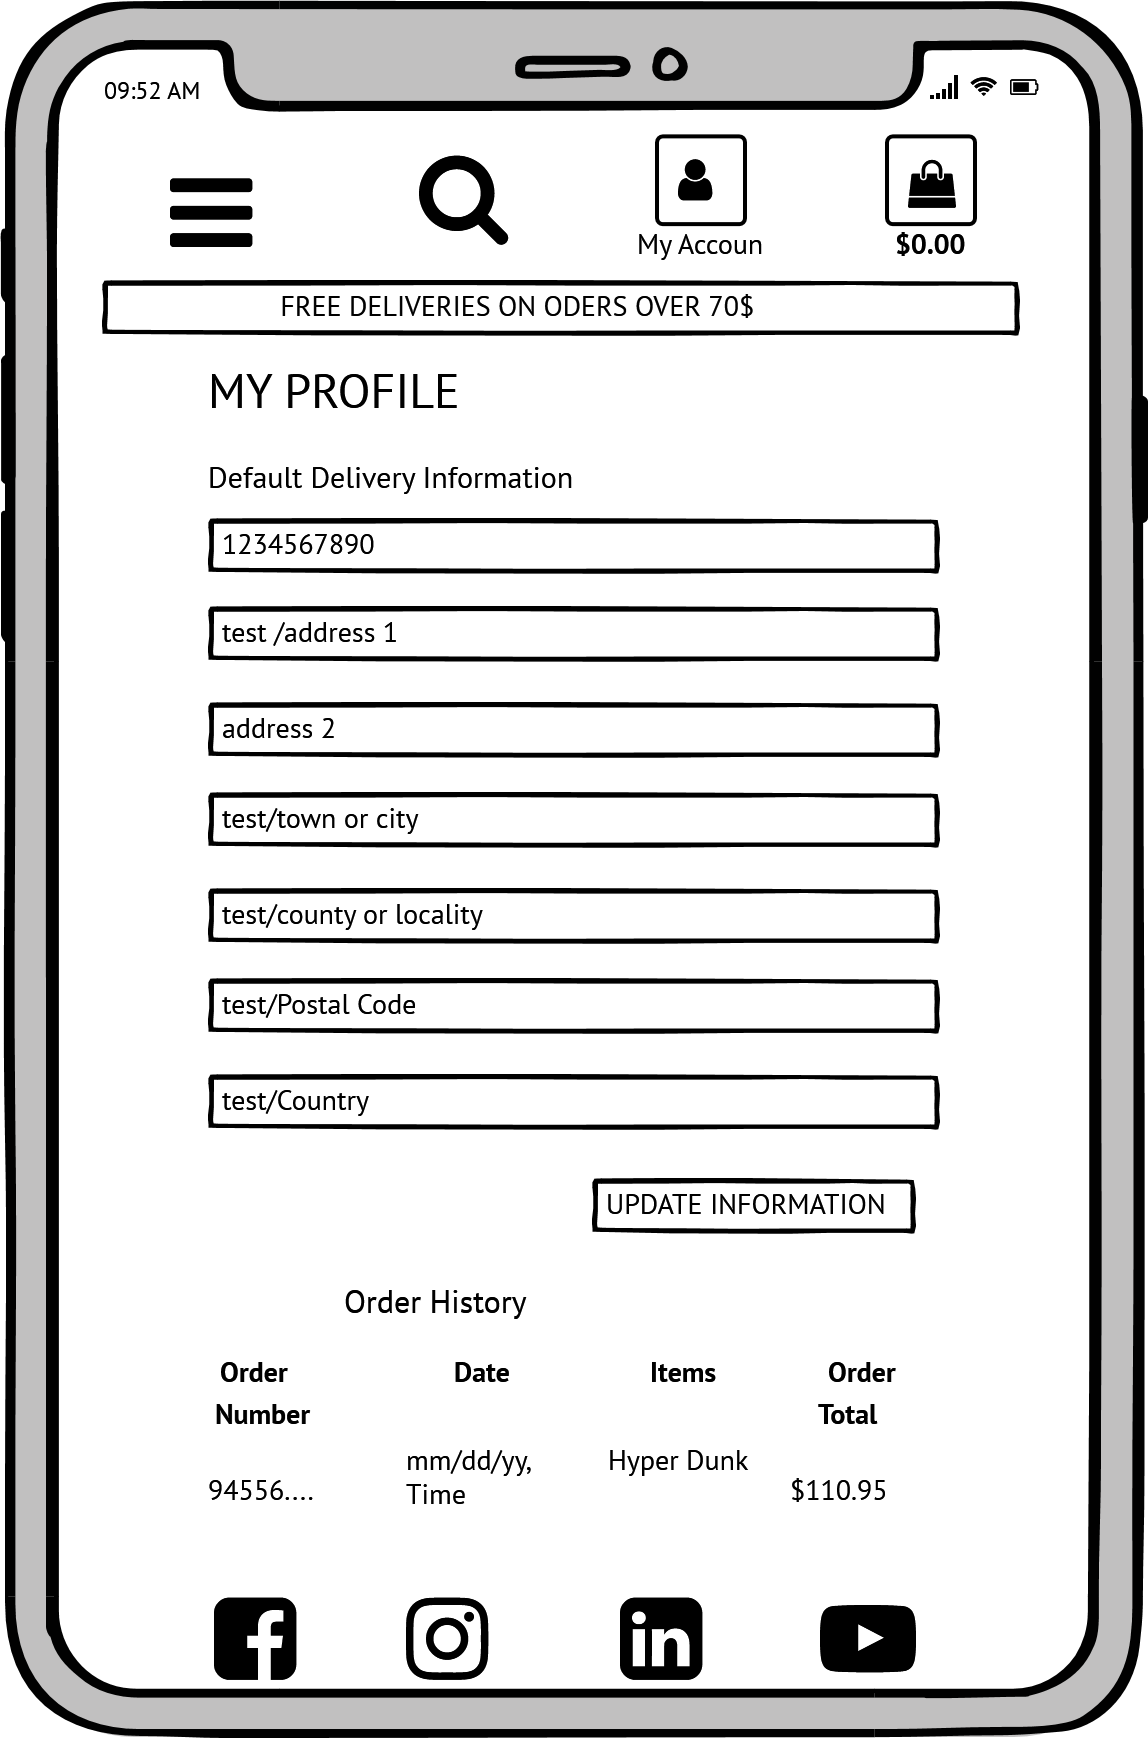 09:52 AM
My Accoun
$0.00
FREE DELIVERIES ON ODERS OVER 70$
MY PROFILE
Default Delivery Information
1234567890
test /address 1
address 2
test/town or city
test/county or locality
test/Postal Code
test/Country
UPDATE INFORMATION
Order History
Order Date Items Order
Number Total
mm/dd/yy, Hyper Dunk
94556.... Time $110.95